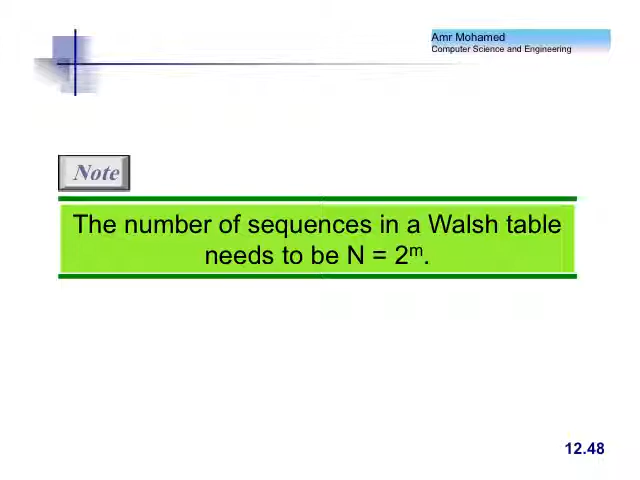 Amr Mohamed
Computer Science and Engineering
Note
The number of sequences in a Walsh table
needs to be N = 2ᵐ.
12.48